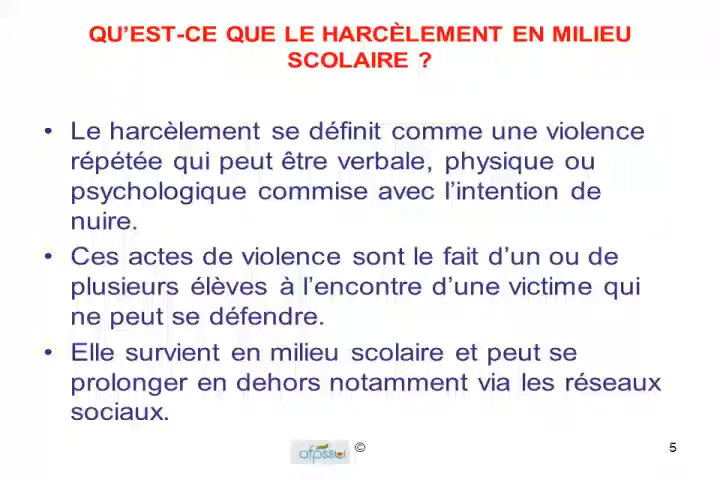 QU’EST-CE QUE LE HARCÈLEMENT EN MILIEU
SCOLAIRE ?
• Le harcèlement se définit comme une violence
répétée qui peut être verbale, physique ou
psychologique commise avec l’intention de
nuire.
• Ces actes de violence sont le fait d’un ou de
plusieurs élèves à l’encontre d’une victime qui
ne peut se défendre.
• Elle survient en milieu scolaire et peut se
prolonger en dehors notamment via les réseaux
sociaux.
©
5